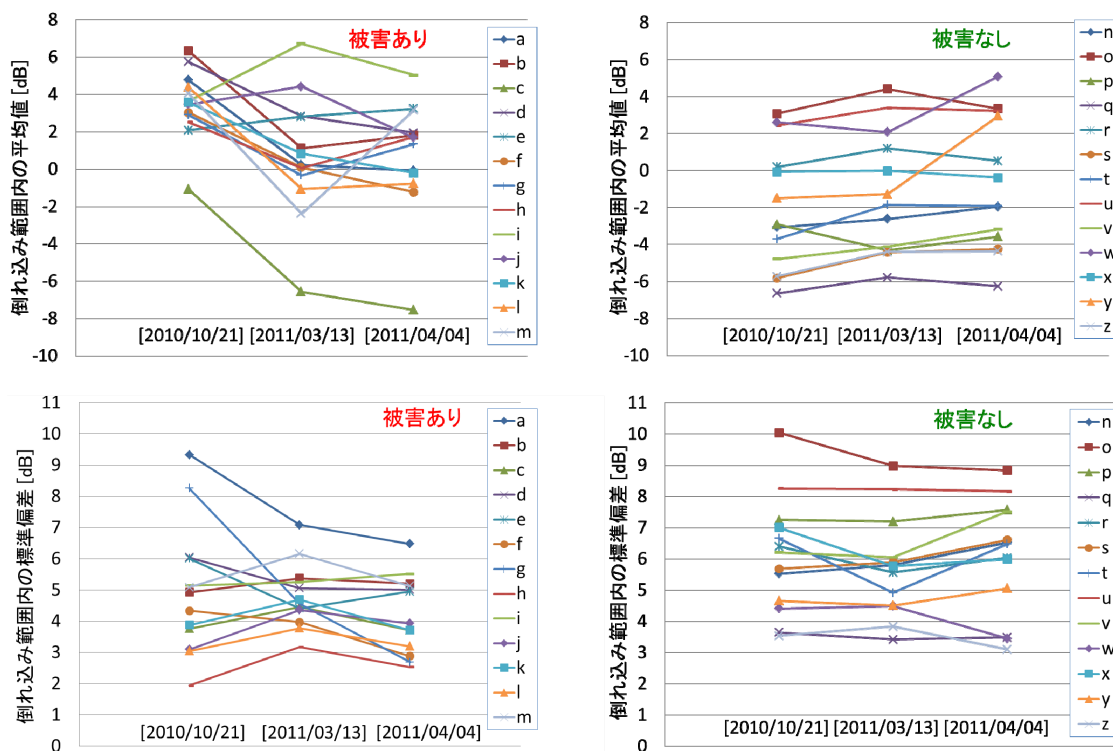 倒れ込み範囲内の平均値 [dB]
8
6
4
2
0
-2
-4
-6
-8
-10
被害あり
[2010/10/21] [2011/03/13] [2011/04/04]
a
b
c
d
e
f
g
h
i
j
k
l
m
倒れ込み範囲内の平均値 [dB]
8
6
4
2
0
-2
-4
-6
-8
-10
被害なし
[2010/10/21] [2011/03/13] [2011/04/04]
n
o
p
q
r
s
t
u
v
w
x
y
z
倒れ込み範囲内の標準偏差 [dB]
11
10
9
8
7
6
5
4
3
2
1
0
被害あり
[2010/10/21] [2011/03/13] [2011/04/04]
a
b
c
d
e
f
g
h
i
j
k
l
m
倒れ込み範囲内の標準偏差 [dB]
11
10
9
8
7
6
5
4
3
2
1
0
被害なし
[2010/10/21] [2011/03/13] [2011/04/04]
n
o
p
q
r
s
t
u
v
w
x
y
z